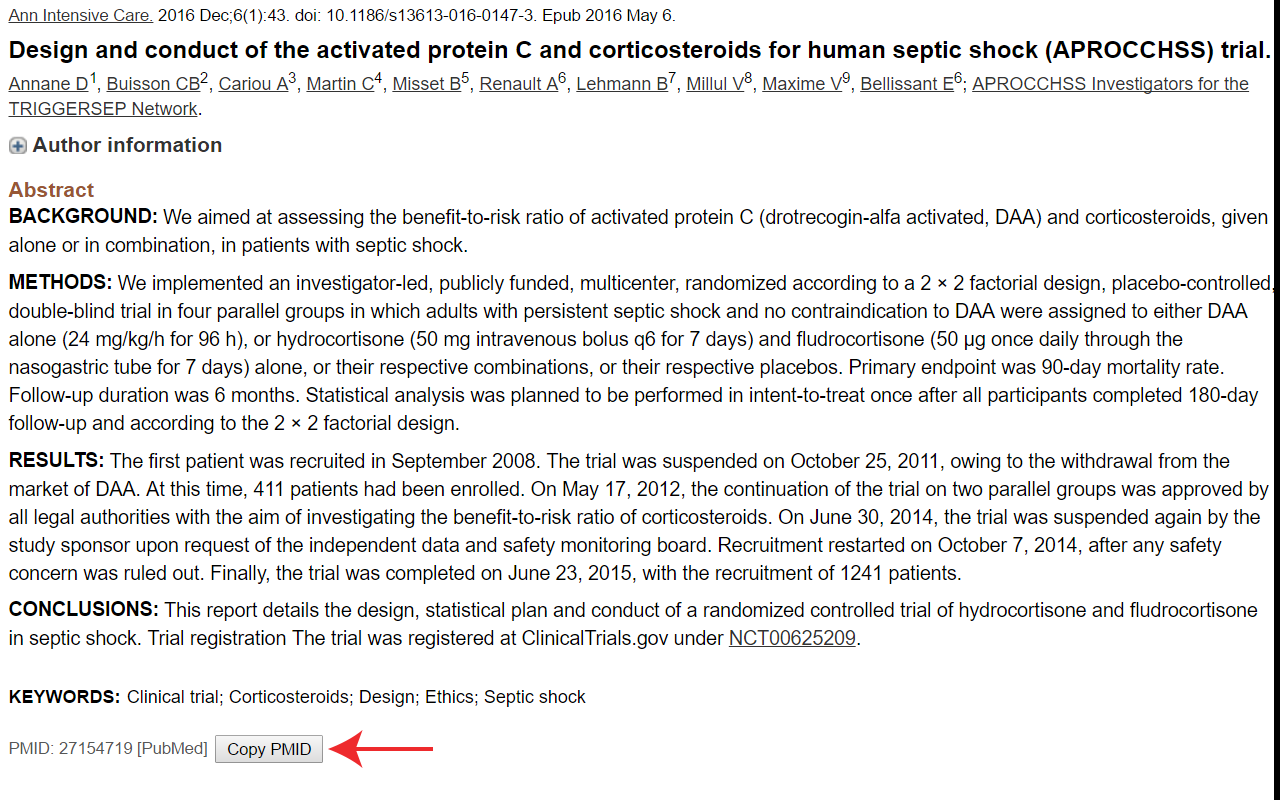 Ann Intensive Care. 2016 Dec;6(1):43. doi: 10.1186/s13613-016-0147-3. Epub 2016 May 6.
Design and conduct of the activated protein C and corticosteroids for human septic shock (APROCCHSS) trial.
Annane D1, Buisson CB2, Cariou A3, Martin C4, Misset B5, Renault A6, Lehmann B7, Millul V8, Maxime V9, Bellissant E6; APROCCHSS Investigators for the
TRIGGERSEP Network.
Author information
Abstract
BACKGROUND: We aimed at assessing the benefit-to-risk ratio of activated protein C (drotrecogin-alfa activated, DAA) and corticosteroids, given
alone or in combination, in patients with septic shock.
METHODS: We implemented an investigator-led, publicly funded, multicenter, randomized according to a 2 × 2 factorial design, placebo-controlled,
double-blind trial in four parallel groups in which adults with persistent septic shock and no contraindication to DAA were assigned to either DAA
alone (24 mg/kg/h for 96 h), or hydrocortisone (50 mg intravenous bolus q6 for 7 days) and fludrocortisone (50 μg once daily through the
nasogastric tube for 7 days) alone, or their respective combinations, or their respective placebos. Primary endpoint was 90-day mortality rate.
Follow-up duration was 6 months. Statistical analysis was planned to be performed in intent-to-treat once after all participants completed 180-day
follow-up and according to the 2 × 2 factorial design.
RESULTS: The first patient was recruited in September 2008. The trial was suspended on October 25, 2011, owing to the withdrawal from the
market of DAA. At this time, 411 patients had been enrolled. On May 17, 2012, the continuation of the trial on two parallel groups was approved by
all legal authorities with the aim of investigating the benefit-to-risk ratio of corticosteroids. On June 30, 2014, the trial was suspended again by the
study sponsor upon request of the independent data and safety monitoring board. Recruitment restarted on October 7, 2014, after any safety
concern was ruled out. Finally, the trial was completed on June 23, 2015, with the recruitment of 1241 patients.
CONCLUSIONS: This report details the design, statistical plan and conduct of a randomized controlled trial of hydrocortisone and fludrocortisone
in septic shock. Trial registration The trial was registered at ClinicalTrials.gov under NCT00625209.
KEYWORDS: Clinical trial; Corticosteroids; Design; Ethics; Septic shock
PMID: 27154719 [PubMed] Copy PMID